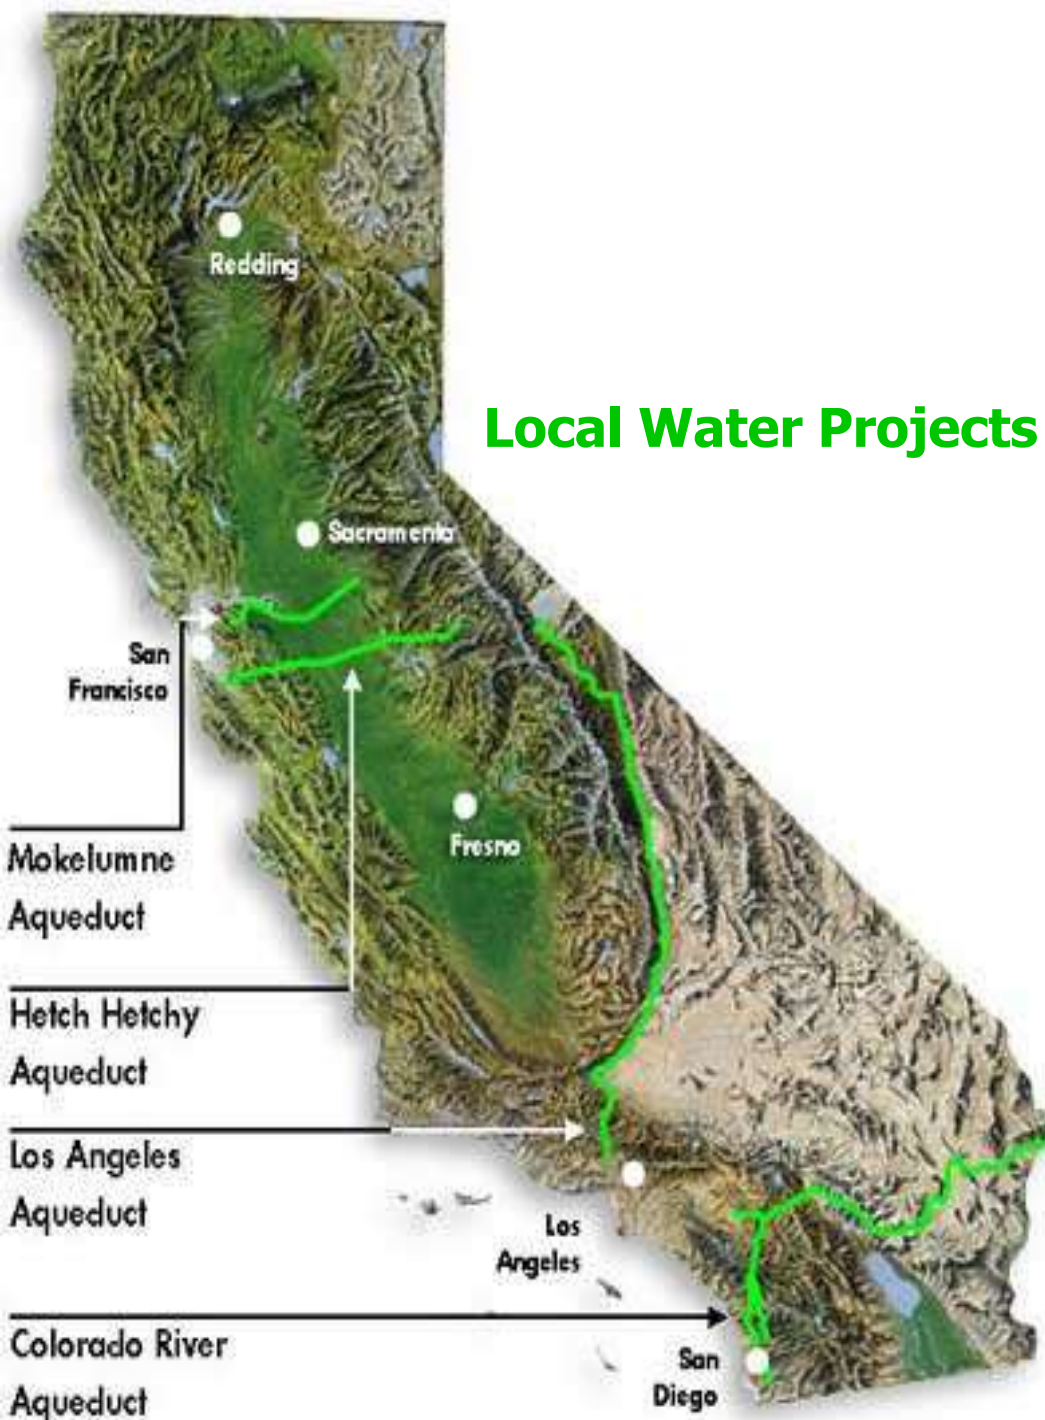 Redding
Local Water Projects
Sacramento
San
Francisco
Fresno
Mokelumne
Aqueduct
Hetch Hetchy
Aqueduct
Los Angeles
Aqueduct
Los
Angeles
Colorado River
Aqueduct
San
Diego